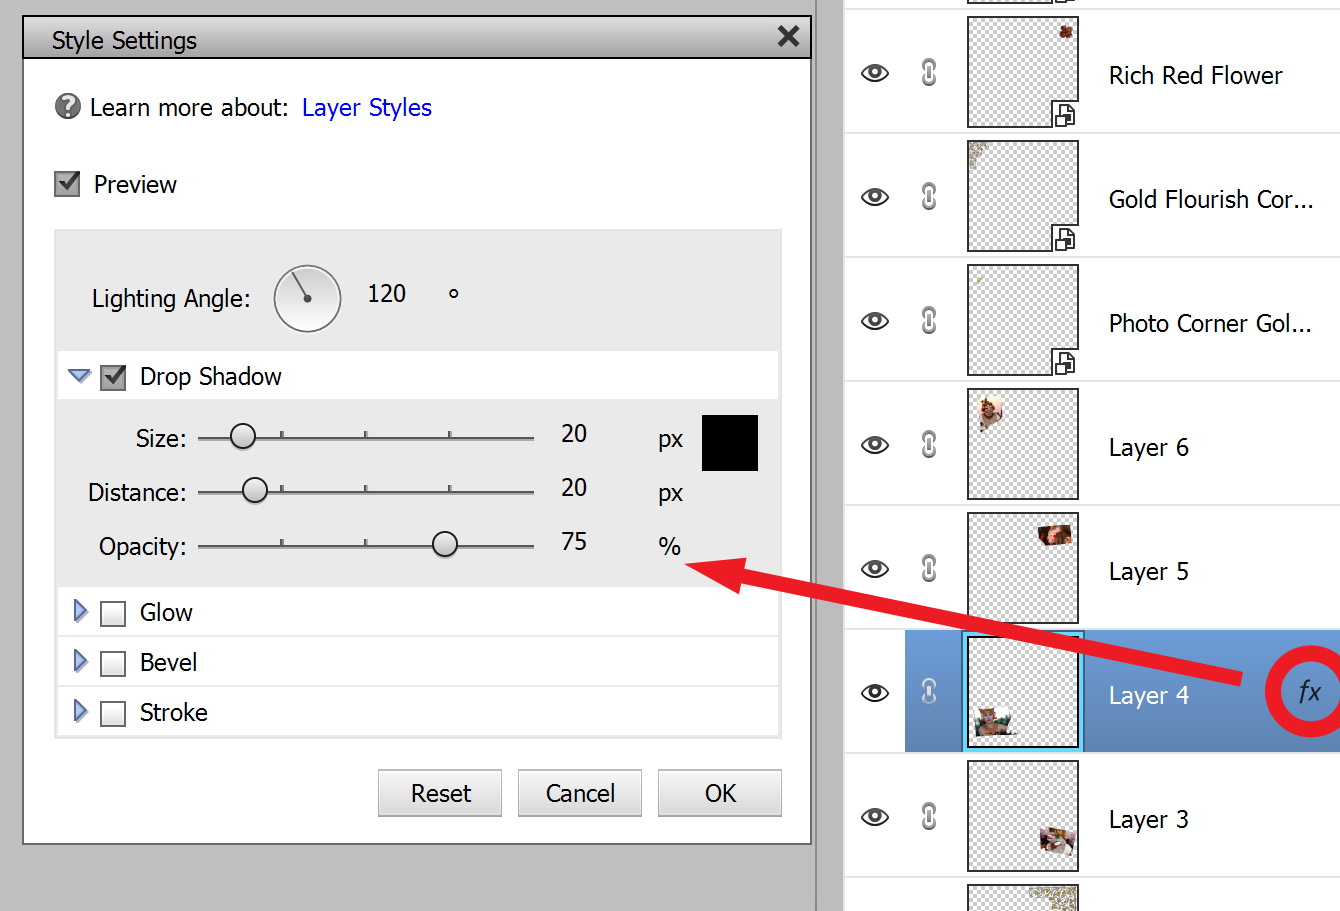 Style Settings
? Learn more about: Layer Styles
Preview
Lighting Angle: 120 °
Drop Shadow
Size: 20 px
Distance: 20 px
Opacity: 75 %
Glow
Bevel
Stroke
Reset Cancel OK
Rich Red Flower
Gold Flourish Cor...
Photo Corner Gol...
Layer 6
Layer 5
Layer 4 fx
Layer 3